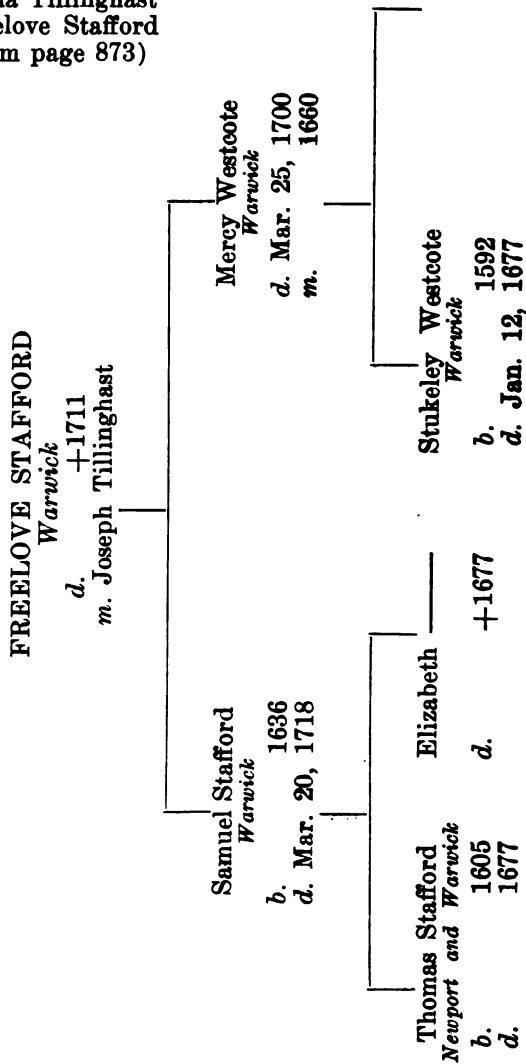 na Tillinghast
elove Stafford
m page 873)
FREELOVE STAFFORD
Warwick
d. +1711
m. Joseph Tillinghast
Samuel Stafford
Warwick
b. 1636
d. Mar. 20, 1718
Mercy Westcote
Warwick
d. Mar. 25, 1700
m. 1660
Thomas Stafford
Newport and Warwick
b. 1605
d. 1677
Elizabeth ——
d. +1677
Stukeley Westcote
Warwick
b. 1592
d. Jan. 12, 1677